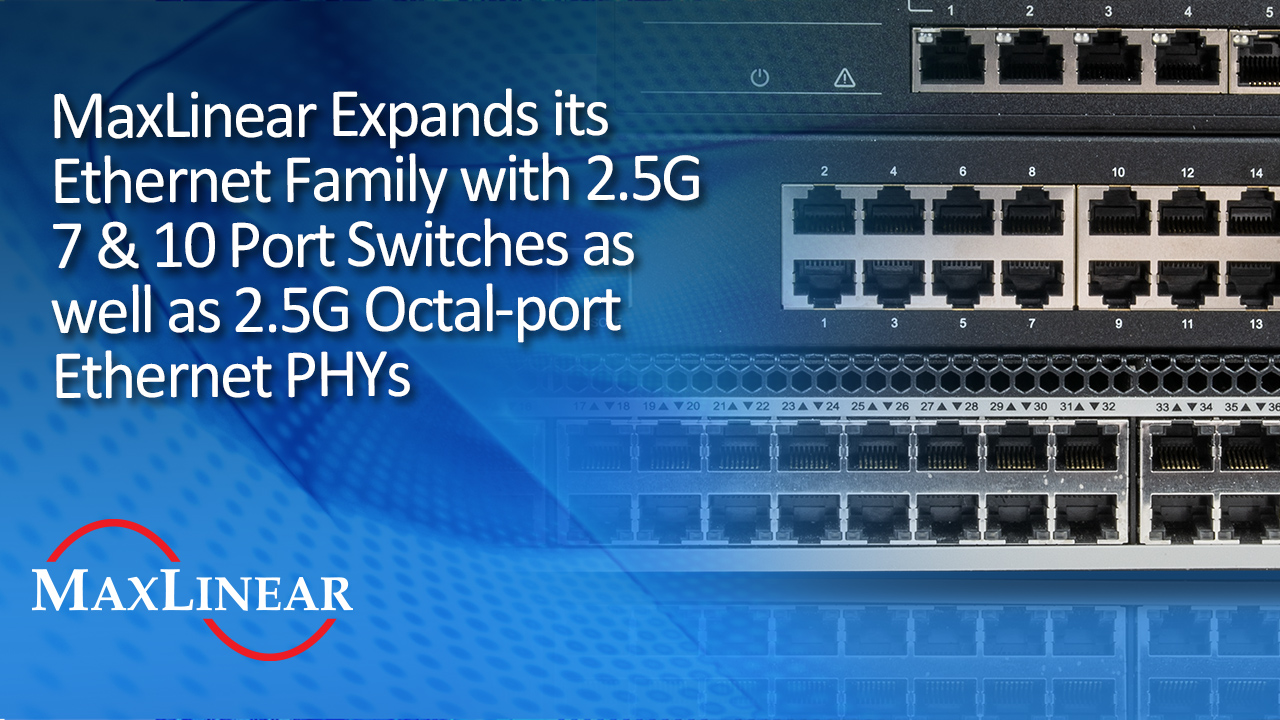 MaxLinear Expands its
Ethernet Family with 2.5G
7 & 10 Port Switches as
well as 2.5G Octal-port
Ethernet PHYs
MAXLINEAR
1 2 3 4 5
2 4 6 8 10 12 14
1 3 5 7 9 11 13
17▲▼18 19▲▼20 21▲▼22 23▲▼24 25▲▼26 27▲▼28 29▲▼30 31▲▼32 33▲▼34 35▲▼36